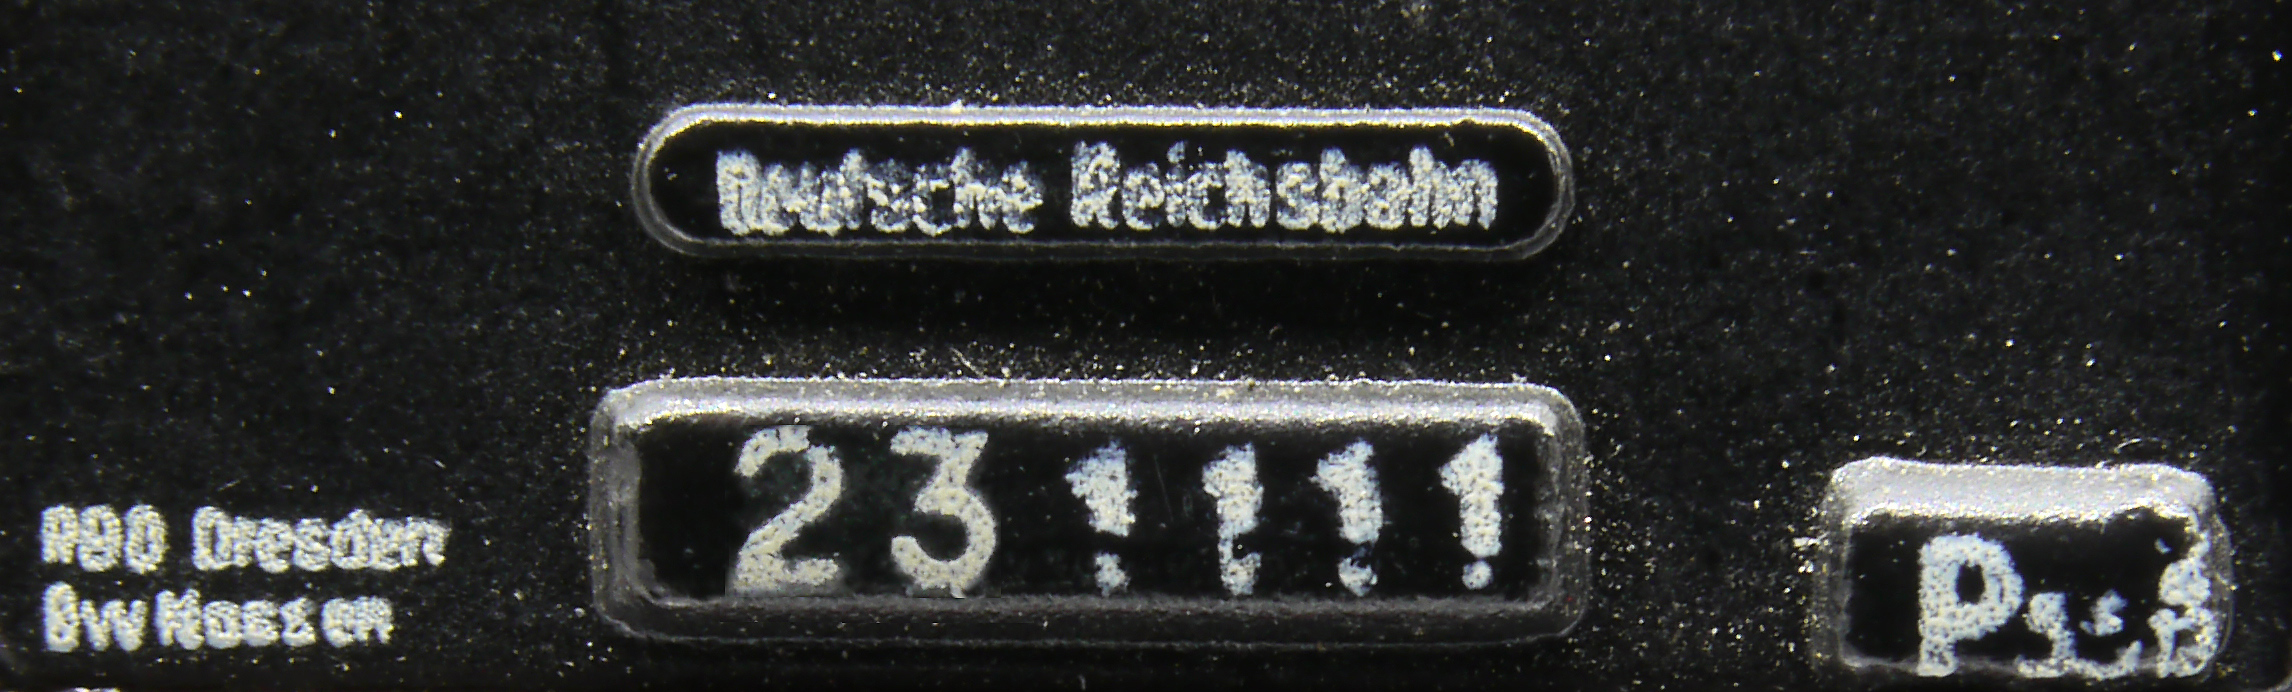 Deutsche Reichsbahn
23 1111
RBD Dresden
Bw Nossen